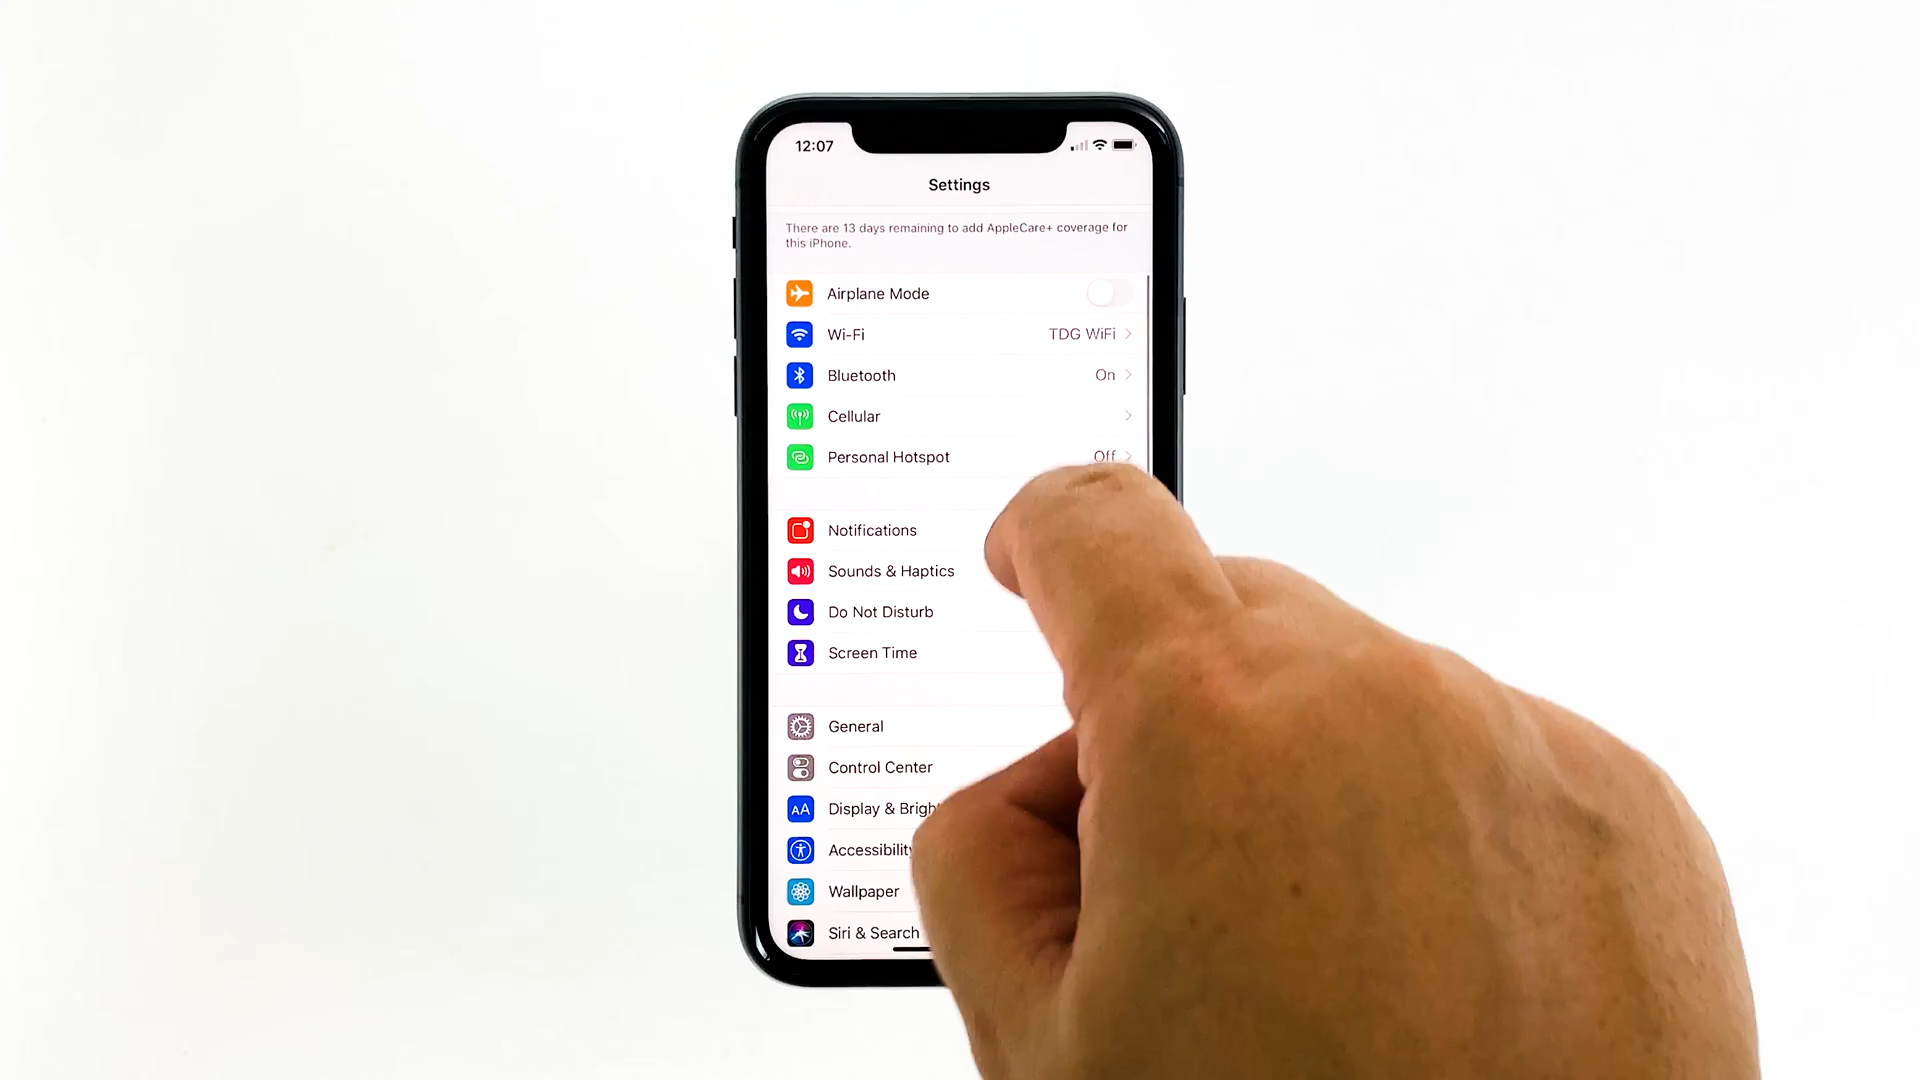 12:07
Settings
There are 13 days remaining to add AppleCare+ coverage for
this iPhone.
Airplane Mode
Wi-Fi TDG WiFi
Bluetooth On
Cellular
Personal Hotspot Off
Notifications
Sounds & Haptics
Do Not Disturb
Screen Time
General
Control Center
AA Display & Brigh
Accessibility
Wallpaper
Siri & Search